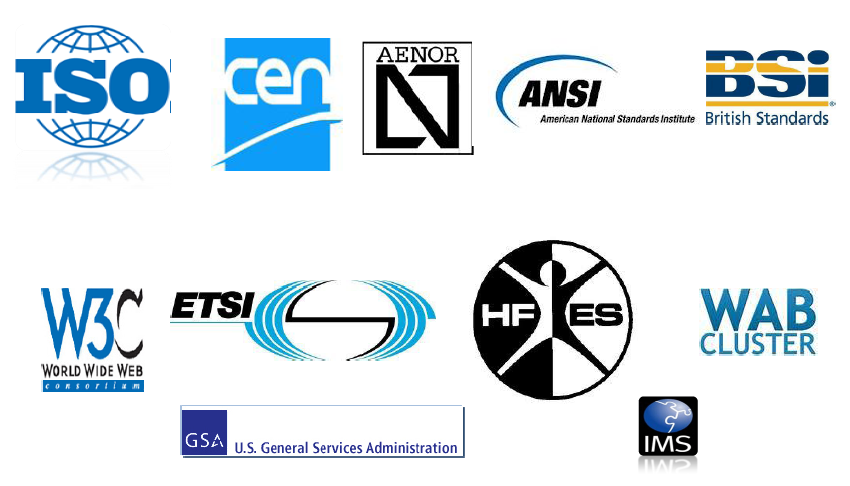 ISO
cen
AENOR
ANSI
American National Standards Institute
BSi
®
British Standards
W3C
WORLD WIDE WEB
consortium
ETSI
HF ES
WAB
CLUSTER
GSA
U.S. General Services Administration
IMS